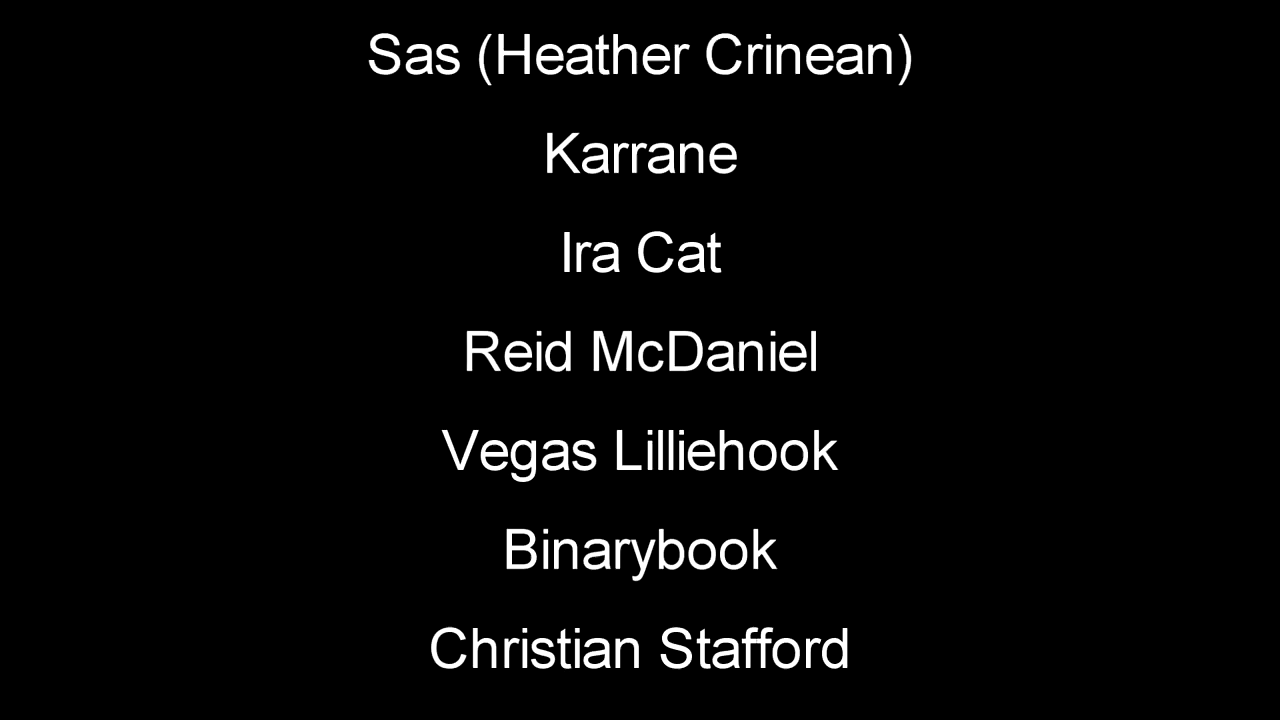 Sas (Heather Crinean)
Karrane
Ira Cat
Reid McDaniel
Vegas Lilliehook
Binarybook
Christian Stafford